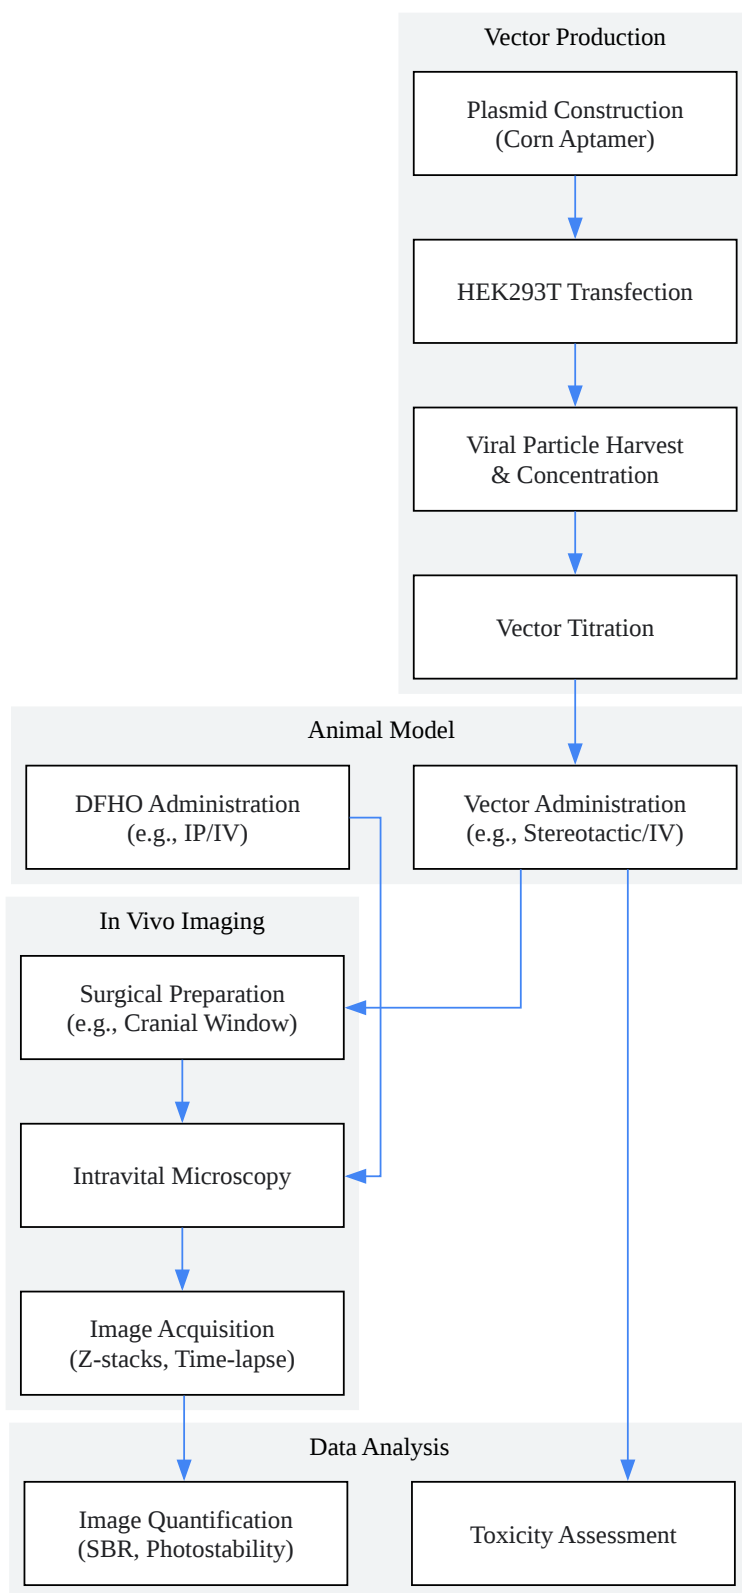 Vector Production
Plasmid Construction
(Corn Aptamer)
HEK293T Transfection
Viral Particle Harvest
& Concentration
Vector Titration
Animal Model
DFHO Administration
(e.g., IP/IV)
Vector Administration
(e.g., Stereotactic/IV)
In Vivo Imaging
Surgical Preparation
(e.g., Cranial Window)
Intravital Microscopy
Image Acquisition
(Z-stacks, Time-lapse)
Data Analysis
Image Quantification
(SBR, Photostability)
Toxicity Assessment